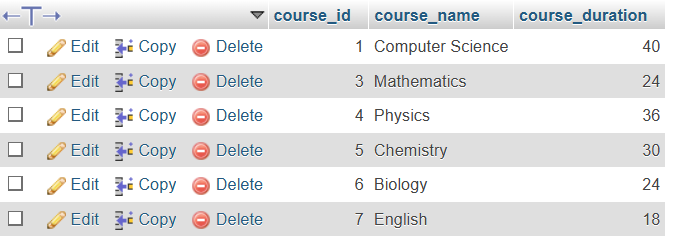 course_id course_name course_duration
Edit Copy Delete 1 Computer Science 40
Edit Copy Delete 3 Mathematics 24
Edit Copy Delete 4 Physics 36
Edit Copy Delete 5 Chemistry 30
Edit Copy Delete 6 Biology 24
Edit Copy Delete 7 English 18